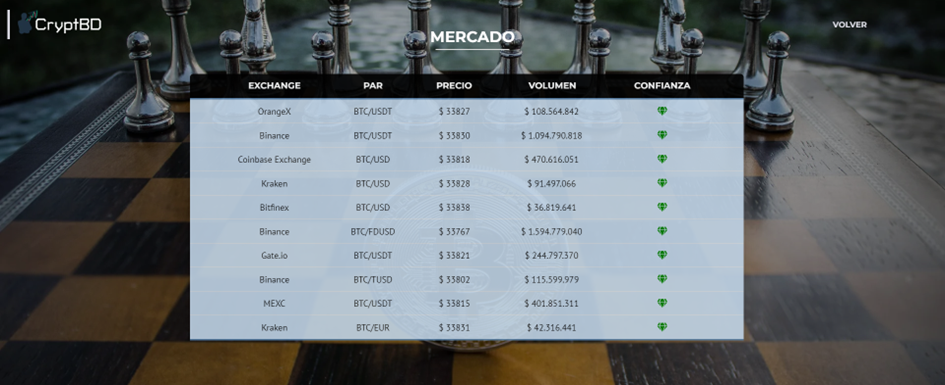 CryptBD
VOLVER
MERCADO
EXCHANGE PAR PRECIO VOLUMEN CONFIANZA
OrangeX BTC/USDT $ 33827 $ 108.564.842
Binance BTC/USDT $ 33830 $ 1.094.790.818
Coinbase Exchange BTC/USD $ 33818 $ 470.616.051
Kraken BTC/USD $ 33828 $ 91.497.066
Bitfinex BTC/USD $ 33838 $ 36.819.641
Binance BTC/FDUSD $ 33767 $ 1.594.779.040
Gate.io BTC/USDT $ 33821 $ 244.797.370
Binance BTC/TUSD $ 33802 $ 115.599.979
MEXC BTC/USDT $ 33815 $ 401.851.311
Kraken BTC/EUR $ 33831 $ 42.316.441